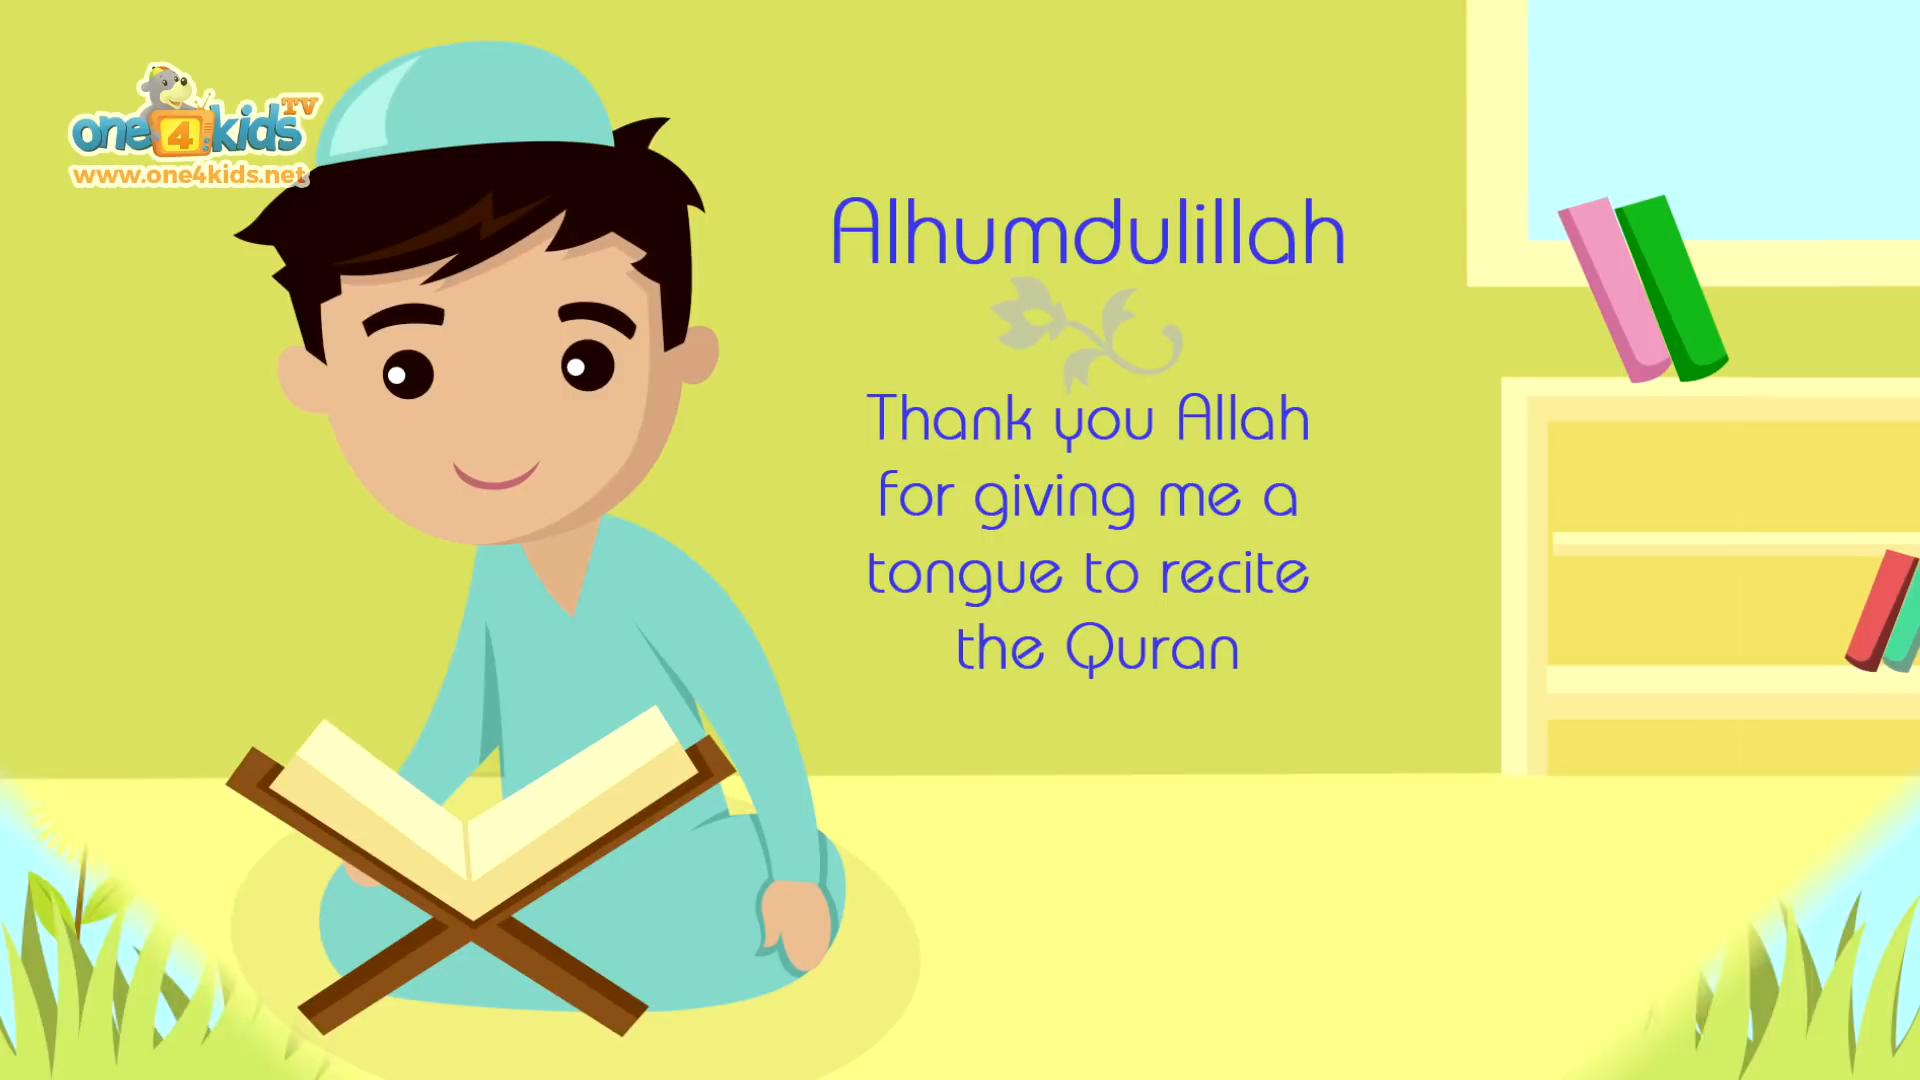 one4kids TV
www.one4kids.net
Alhumdulillah
Thank you Allah
for giving me a
tongue to recite
the Quran